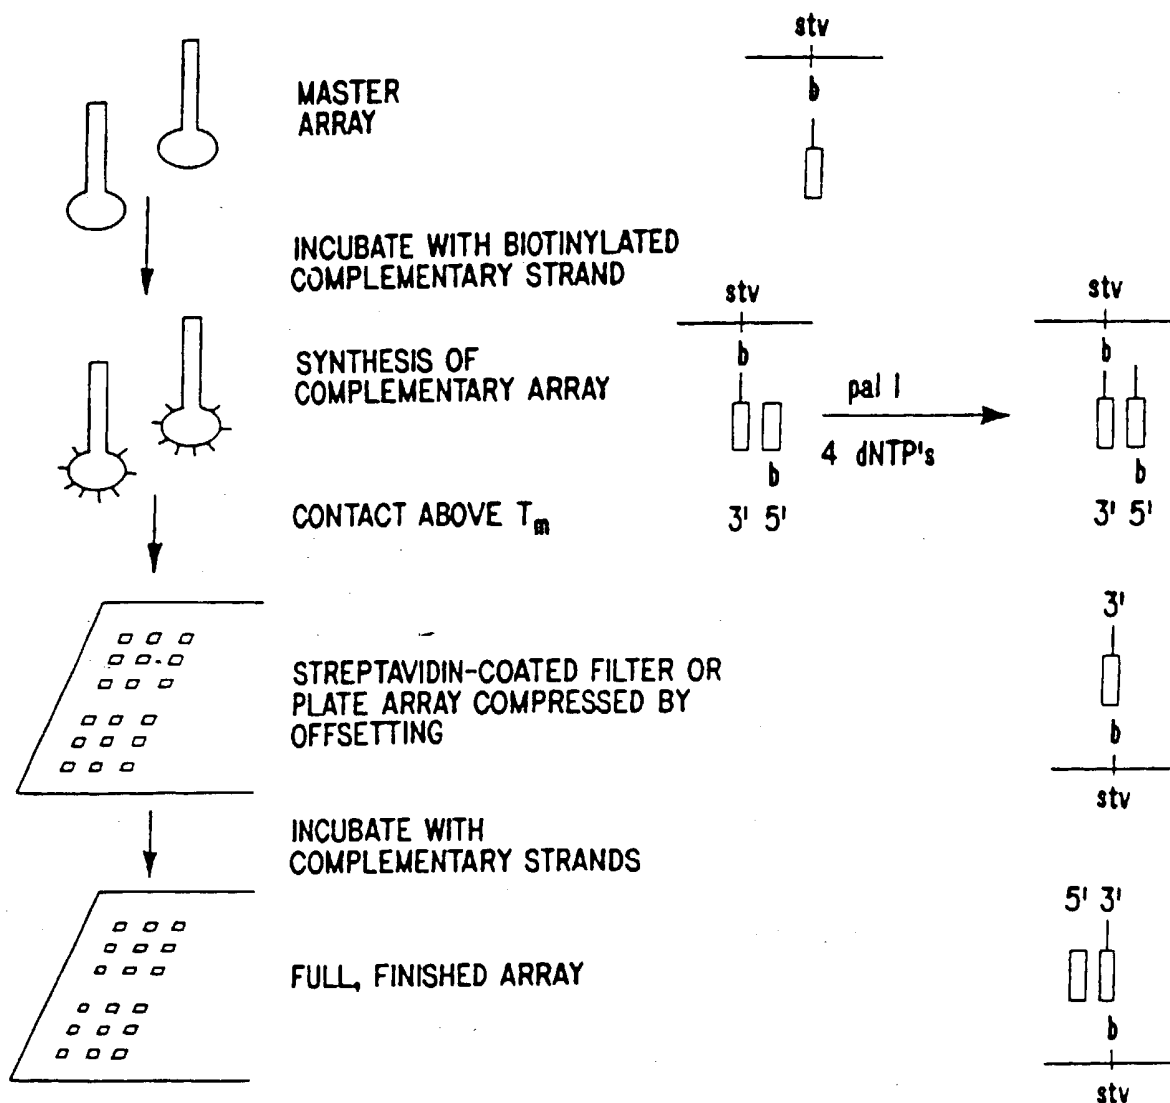 stv
MASTER
ARRAY
b
INCUBATE WITH BIOTINYLATED
COMPLEMENTARY STRAND
stv
stv
SYNTHESIS OF
COMPLEMENTARY ARRAY
b
b
pal I
4 dNTP's
b
b
CONTACT ABOVE Tm
3' 5'
3' 5'
3'
STREPTAVIDIN-COATED FILTER OR
PLATE ARRAY COMPRESSED BY
OFFSETTING
b
stv
INCUBATE WITH
COMPLEMENTARY STRANDS
5' 3'
FULL, FINISHED ARRAY
b
stv